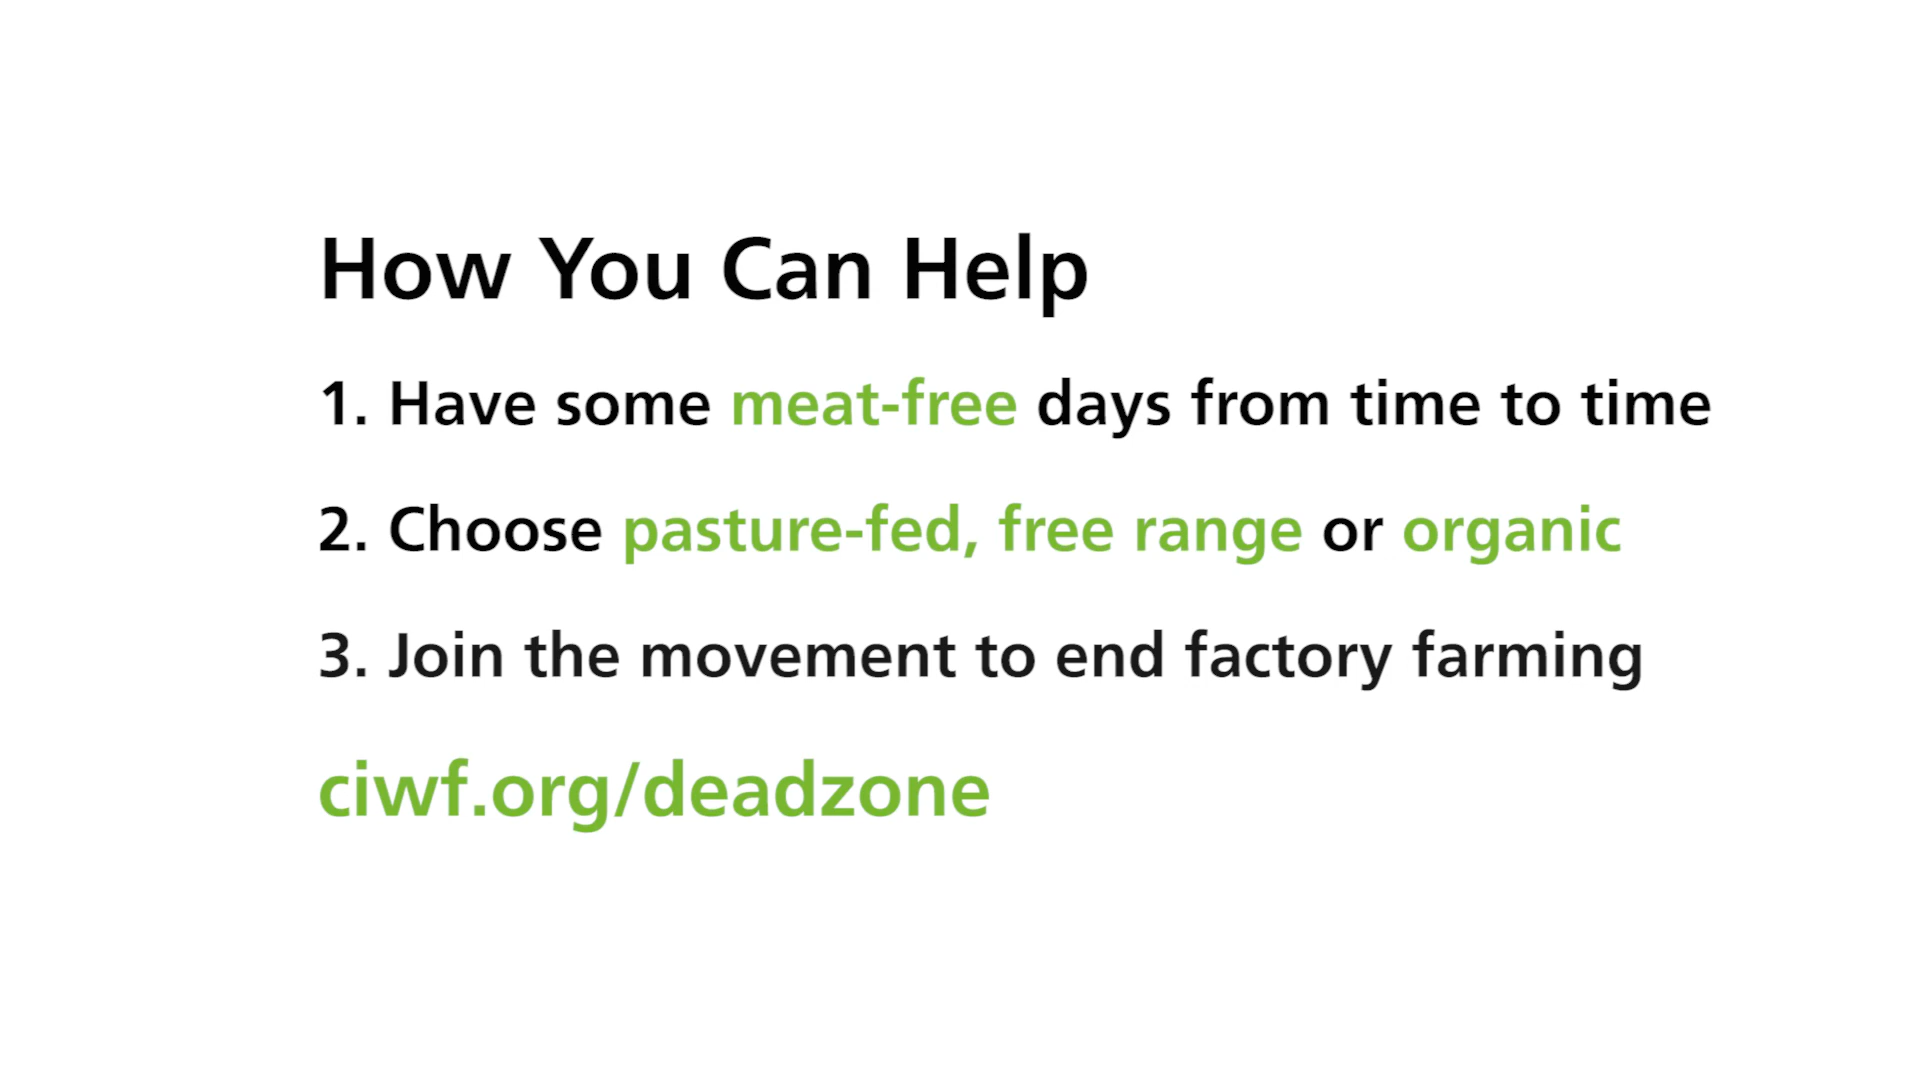 How You Can Help
1. Have some meat-free days from time to time
2. Choose pasture-fed, free range or organic
3. Join the movement to end factory farming
ciwf.org/deadzone